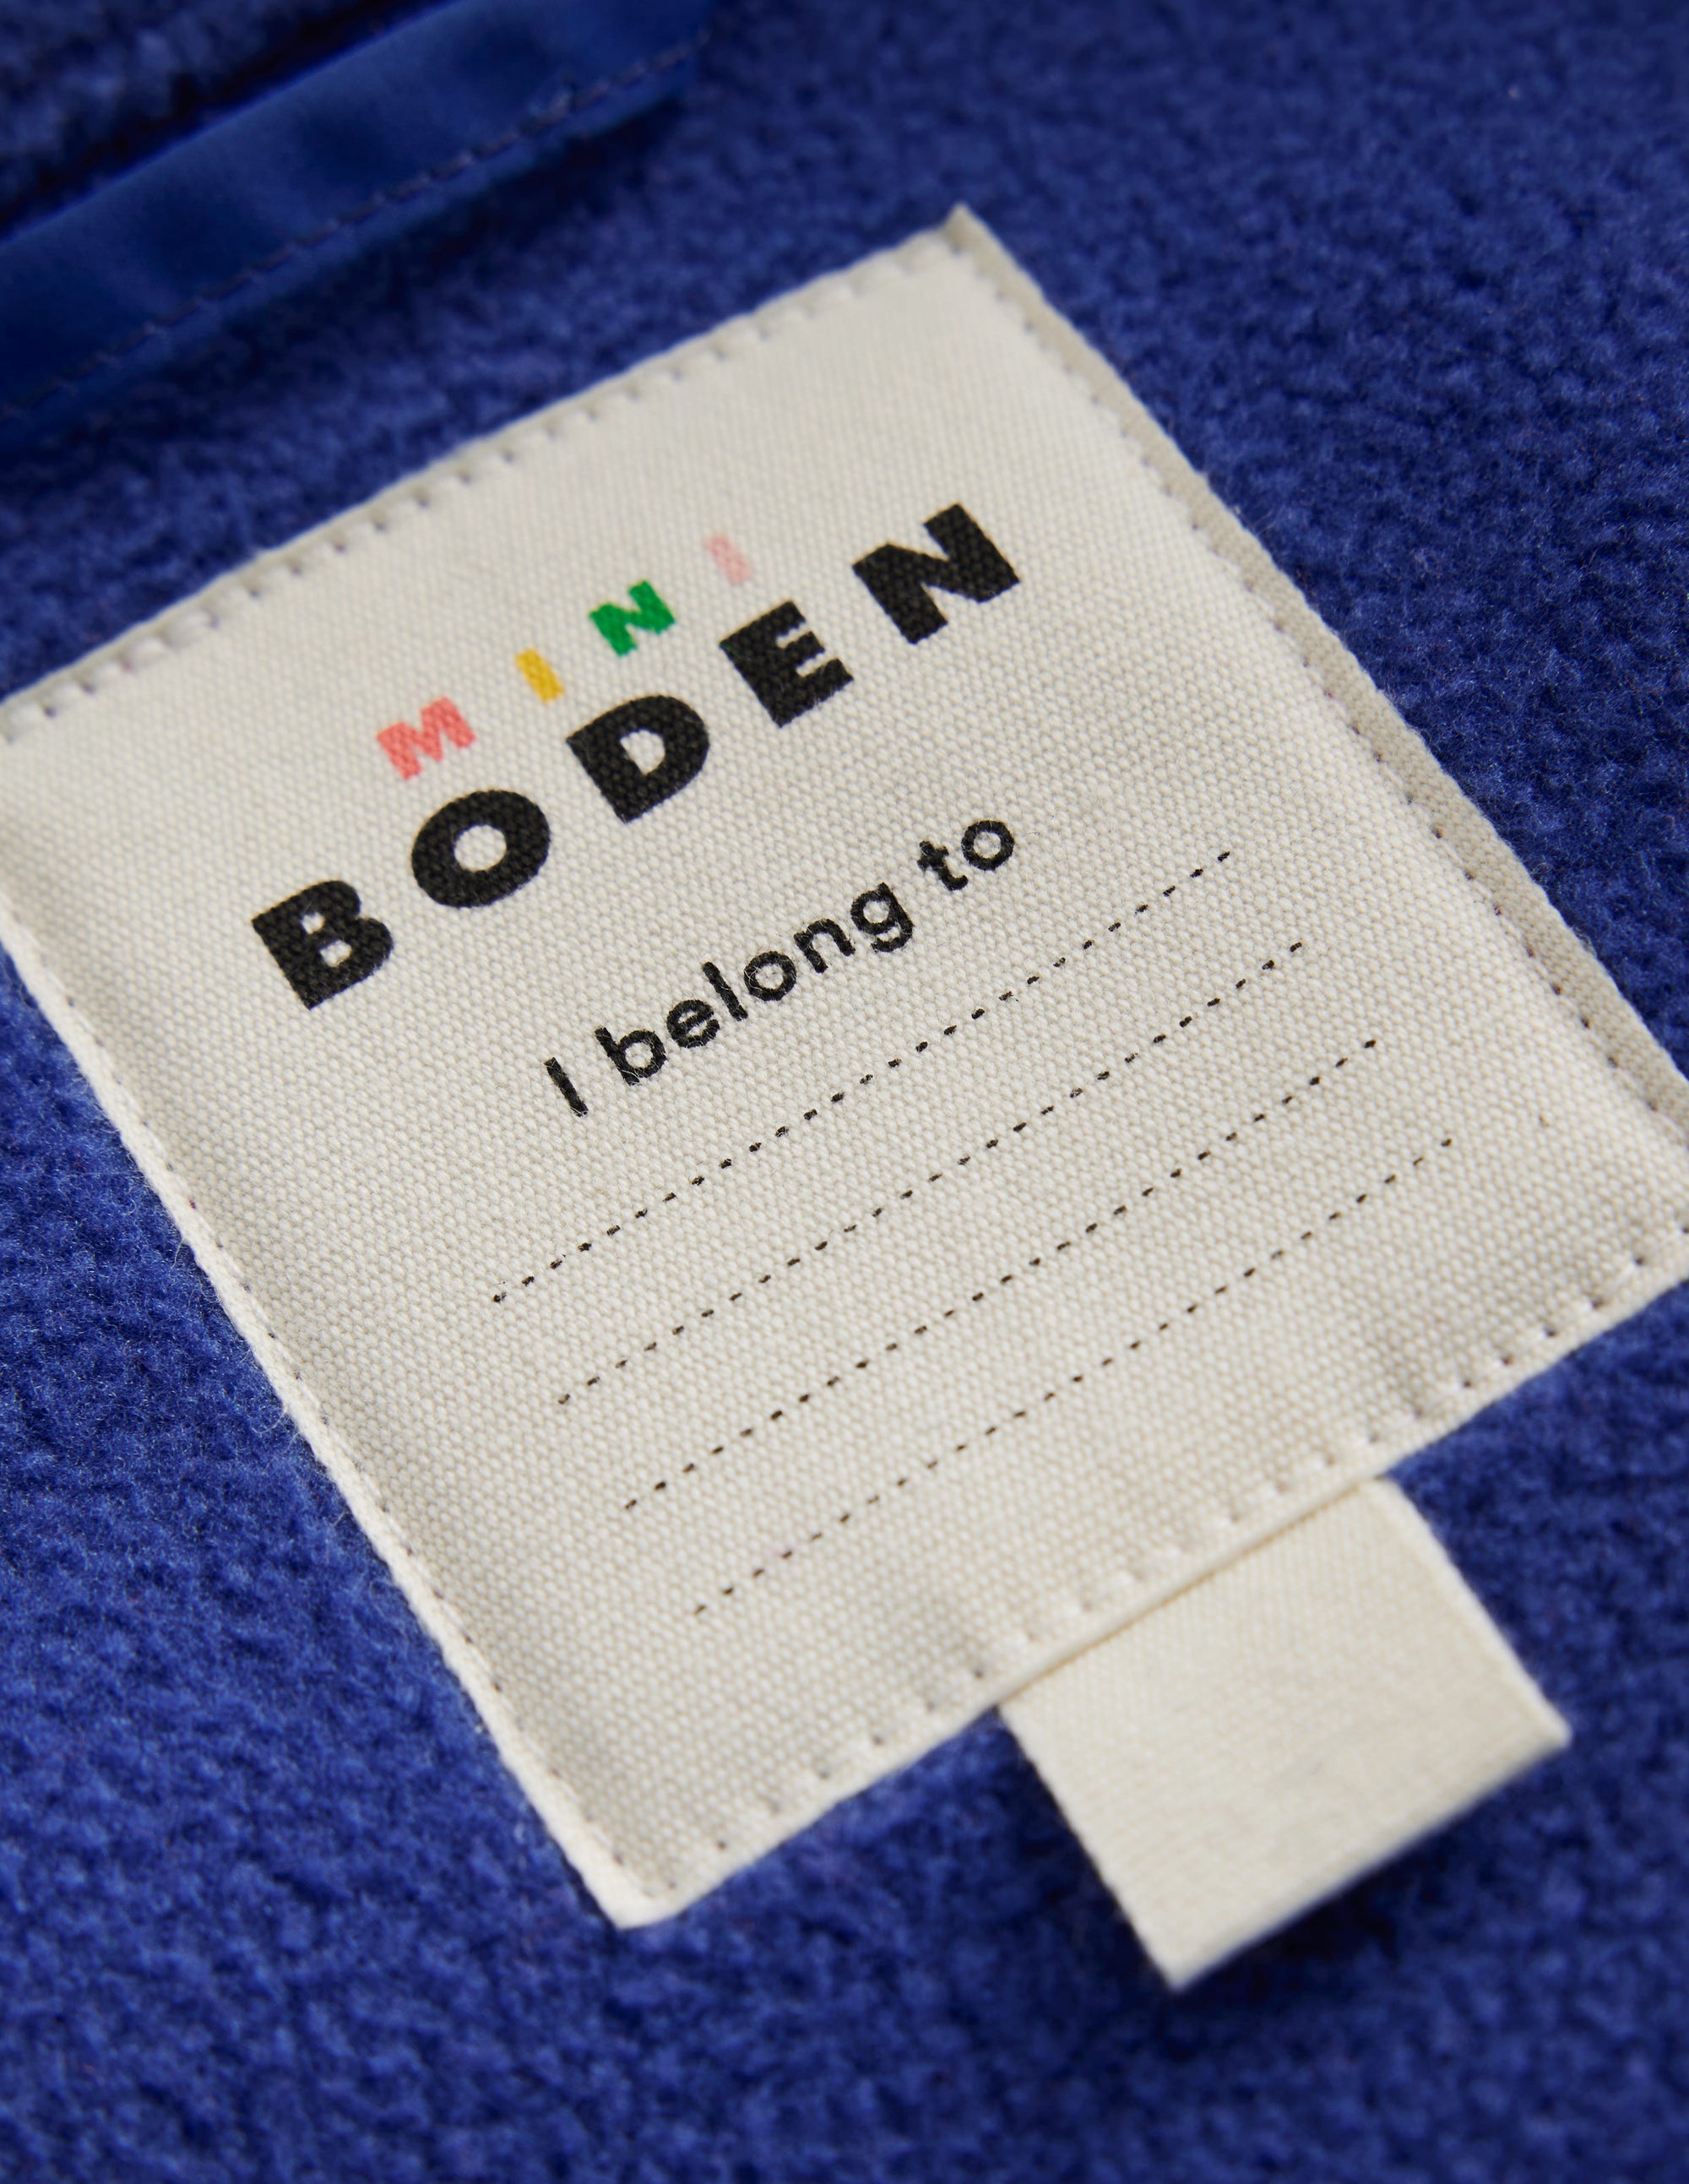 MINI
BODEN
I belong to